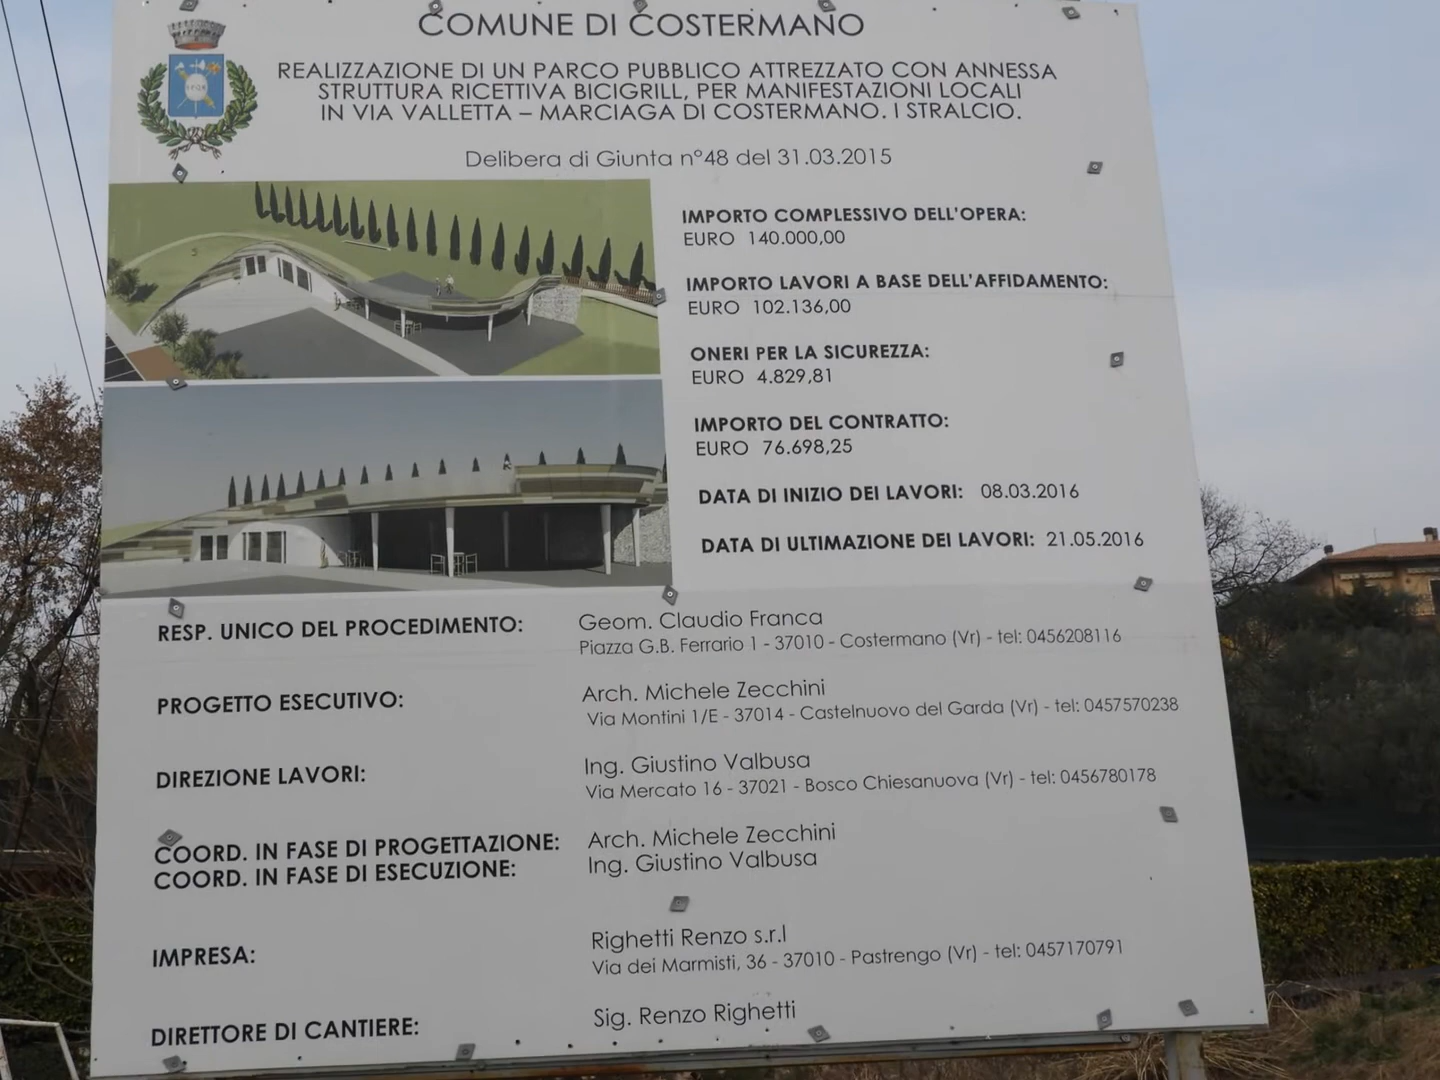 COMUNE DI COSTERMANO
REALIZZAZIONE DI UN PARCO PUBBLICO ATTREZZATO CON ANNESSA
STRUTTURA RICETTIVA BICIGRILL, PER MANIFESTAZIONI LOCALI
IN VIA VALLETTA – MARCIAGA DI COSTERMANO. I STRALCIO.
Delibera di Giunta n°48 del 31.03.2015
IMPORTO COMPLESSIVO DELL'OPERA:
EURO 140.000,00
IMPORTO LAVORI A BASE DELL'AFFIDAMENTO:
EURO 102.136,00
ONERI PER LA SICUREZZA:
EURO 4.829,81
IMPORTO DEL CONTRATTO:
EURO 76.698,25
DATA DI INIZIO DEI LAVORI: 08.03.2016
DATA DI ULTIMAZIONE DEI LAVORI: 21.05.2016
RESP. UNICO DEL PROCEDIMENTO: Geom. Claudio Franca
Piazza G.B. Ferrario 1 - 37010 - Costermano (Vr) - tel: 0456208116
PROGETTO ESECUTIVO: Arch. Michele Zecchini
Via Montini 1/E - 37014 - Castelnuovo del Garda (Vr) - tel: 0457570238
DIREZIONE LAVORI: Ing. Giustino Valbusa
Via Mercato 16 - 37021 - Bosco Chiesanuova (Vr) - tel: 0456780178
COORD. IN FASE DI PROGETTAZIONE: Arch. Michele Zecchini
COORD. IN FASE DI ESECUZIONE: Ing. Giustino Valbusa
IMPRESA: Righetti Renzo s.r.l
Via dei Marmisti, 36 - 37010 - Pastrengo (Vr) - tel: 0457170791
DIRETTORE DI CANTIERE: Sig. Renzo Righetti